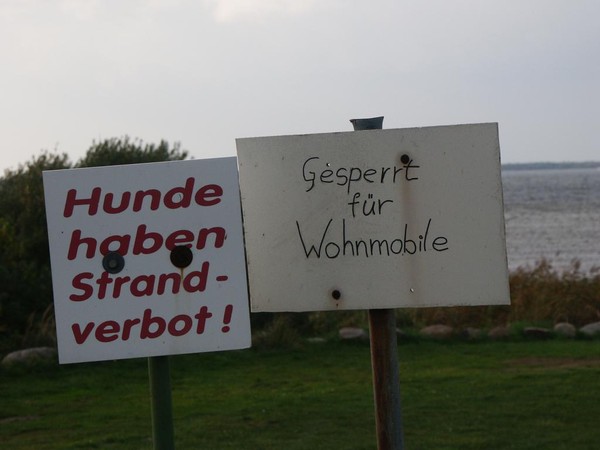 Hunde
haben
Strand-
verbot!
Gesperrt
für
Wohnmobile